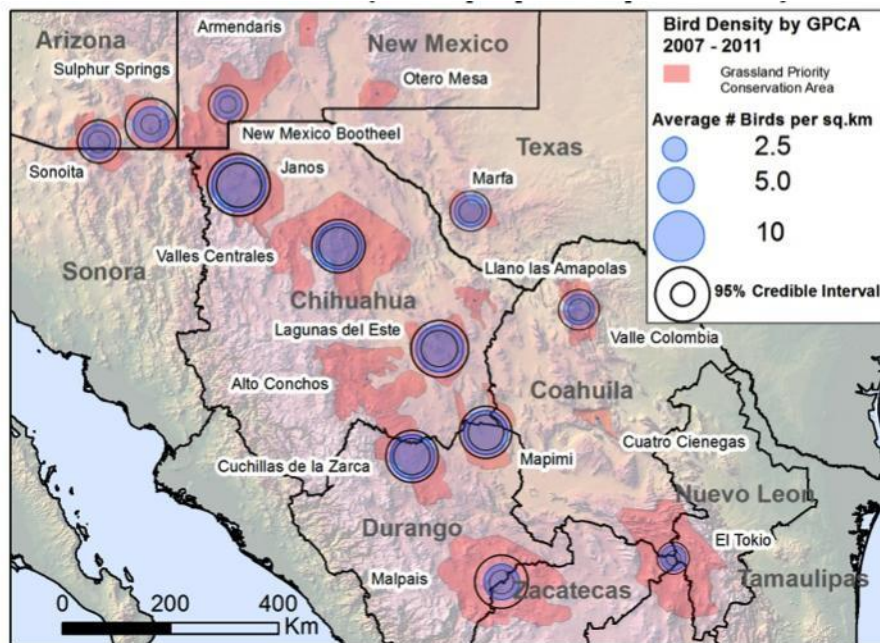 Arizona
Armendaris
New Mexico
Sulphur Springs
Otero Mesa
New Mexico Bootheel
Texas
Sonoita
Janos
Marfa
Valles Centrales
Sonora
Llano las Amapolas
Chihuahua
Lagunas del Este
Valle Colombia
Alto Conchos
Coahuila
Cuatro Cienegas
Cuchillas de la Zarca
Mapimi
Nuevo Leon
Durango
El Tokio
Malpais
Zacatecas
Tamaulipas
0 200 400
Km
Bird Density by GPCA
2007 - 2011
Grassland Priority
Conservation Area
Average # Birds per sq.km
2.5
5.0
10
95% Credible Interval